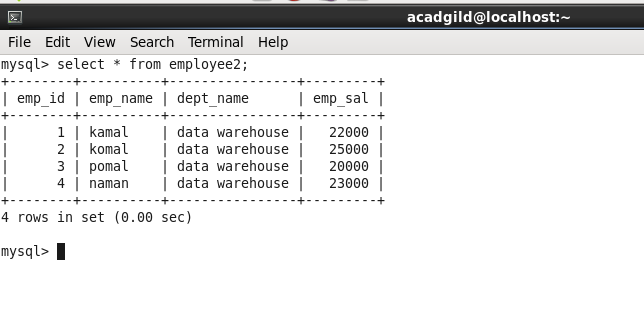 acadgild@localhost:~
File Edit View Search Terminal Help
mysql> select * from employee2;
+--------+----------+----------------+---------+
| emp_id | emp_name | dept_name      | emp_sal |
+--------+----------+----------------+---------+
|      1 | kamal    | data warehouse |   22000 |
|      2 | komal    | data warehouse |   25000 |
|      3 | pomal    | data warehouse |   20000 |
|      4 | naman    | data warehouse |   23000 |
+--------+----------+----------------+---------+
4 rows in set (0.00 sec)
mysql>